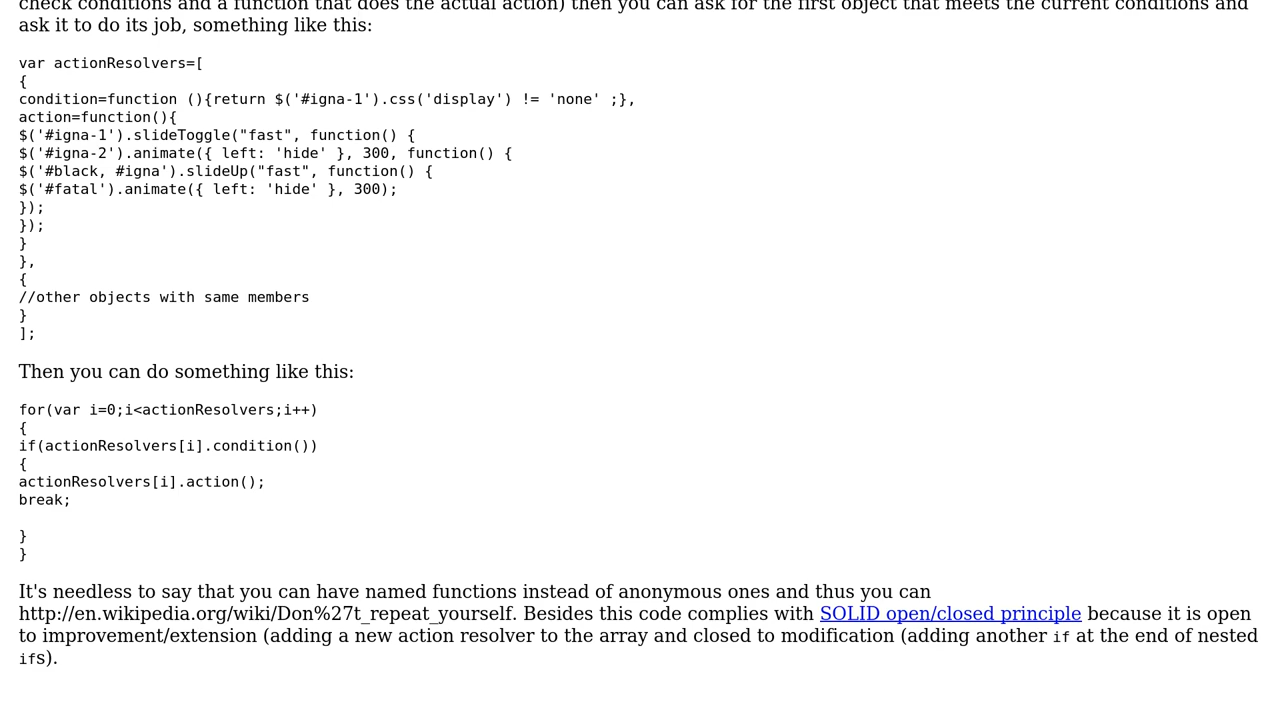 check conditions and a function that does the actual action) then you can ask for the first object that meets the current conditions and
ask it to do its job, something like this:
var actionResolvers=[
{
condition=function (){return $('#igna-1').css('display') != 'none' ;},
action=function(){
$('#igna-1').slideToggle("fast", function() {
$('#igna-2').animate({ left: 'hide' }, 300, function() {
$('#black, #igna').slideUp("fast", function() {
$('#fatal').animate({ left: 'hide' }, 300);
});
});
}
},
{
//other objects with same members
}
];
Then you can do something like this:
for(var i=0;i<actionResolvers;i++)
{
if(actionResolvers[i].condition())
{
actionResolvers[i].action();
break;
}
}
It's needless to say that you can have named functions instead of anonymous ones and thus you can
http://en.wikipedia.org/wiki/Don%27t_repeat_yourself. Besides this code complies with SOLID open/closed principle because it is open
to improvement/extension (adding a new action resolver to the array and closed to modification (adding another if at the end of nested
ifs).